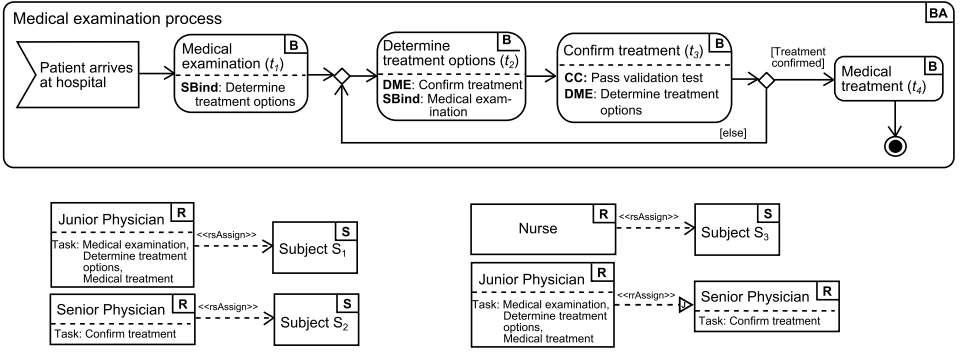 Medical examination process
BA
Patient arrives
at hospital
Medical
examination (t1)
B
SBind: Determine
treatment options
Determine
treatment options (t2)
B
DME: Confirm treatment
SBind: Medical exam-
ination
Confirm treatment (t3)
B
CC: Pass validation test
DME: Determine treatment
options
[Treatment
confirmed]
Medical
treatment (t4)
B
[else]
Junior Physician
R
Task: Medical examination,
Determine treatment
options,
Medical treatment
<<rsAssign>>
S
Subject S1
Senior Physician
R
Task: Confirm treatment
<<rsAssign>>
S
Subject S2
R
Nurse
<<rsAssign>>
S
Subject S3
Junior Physician
R
Task: Medical examination,
Determine treatment
options,
Medical treatment
<<rrAssign>>
J
Senior Physician
R
Task: Confirm treatment